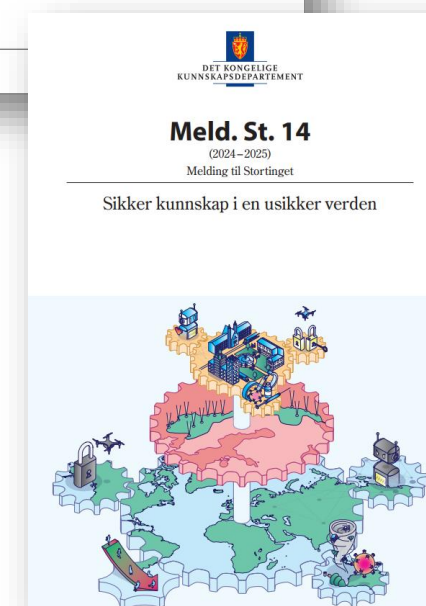 DET KONGELIGE
KUNNSKAPSDEPARTEMENT
Meld. St. 14
(2024–2025)
Melding til Stortinget
Sikker kunnskap i en usikker verden